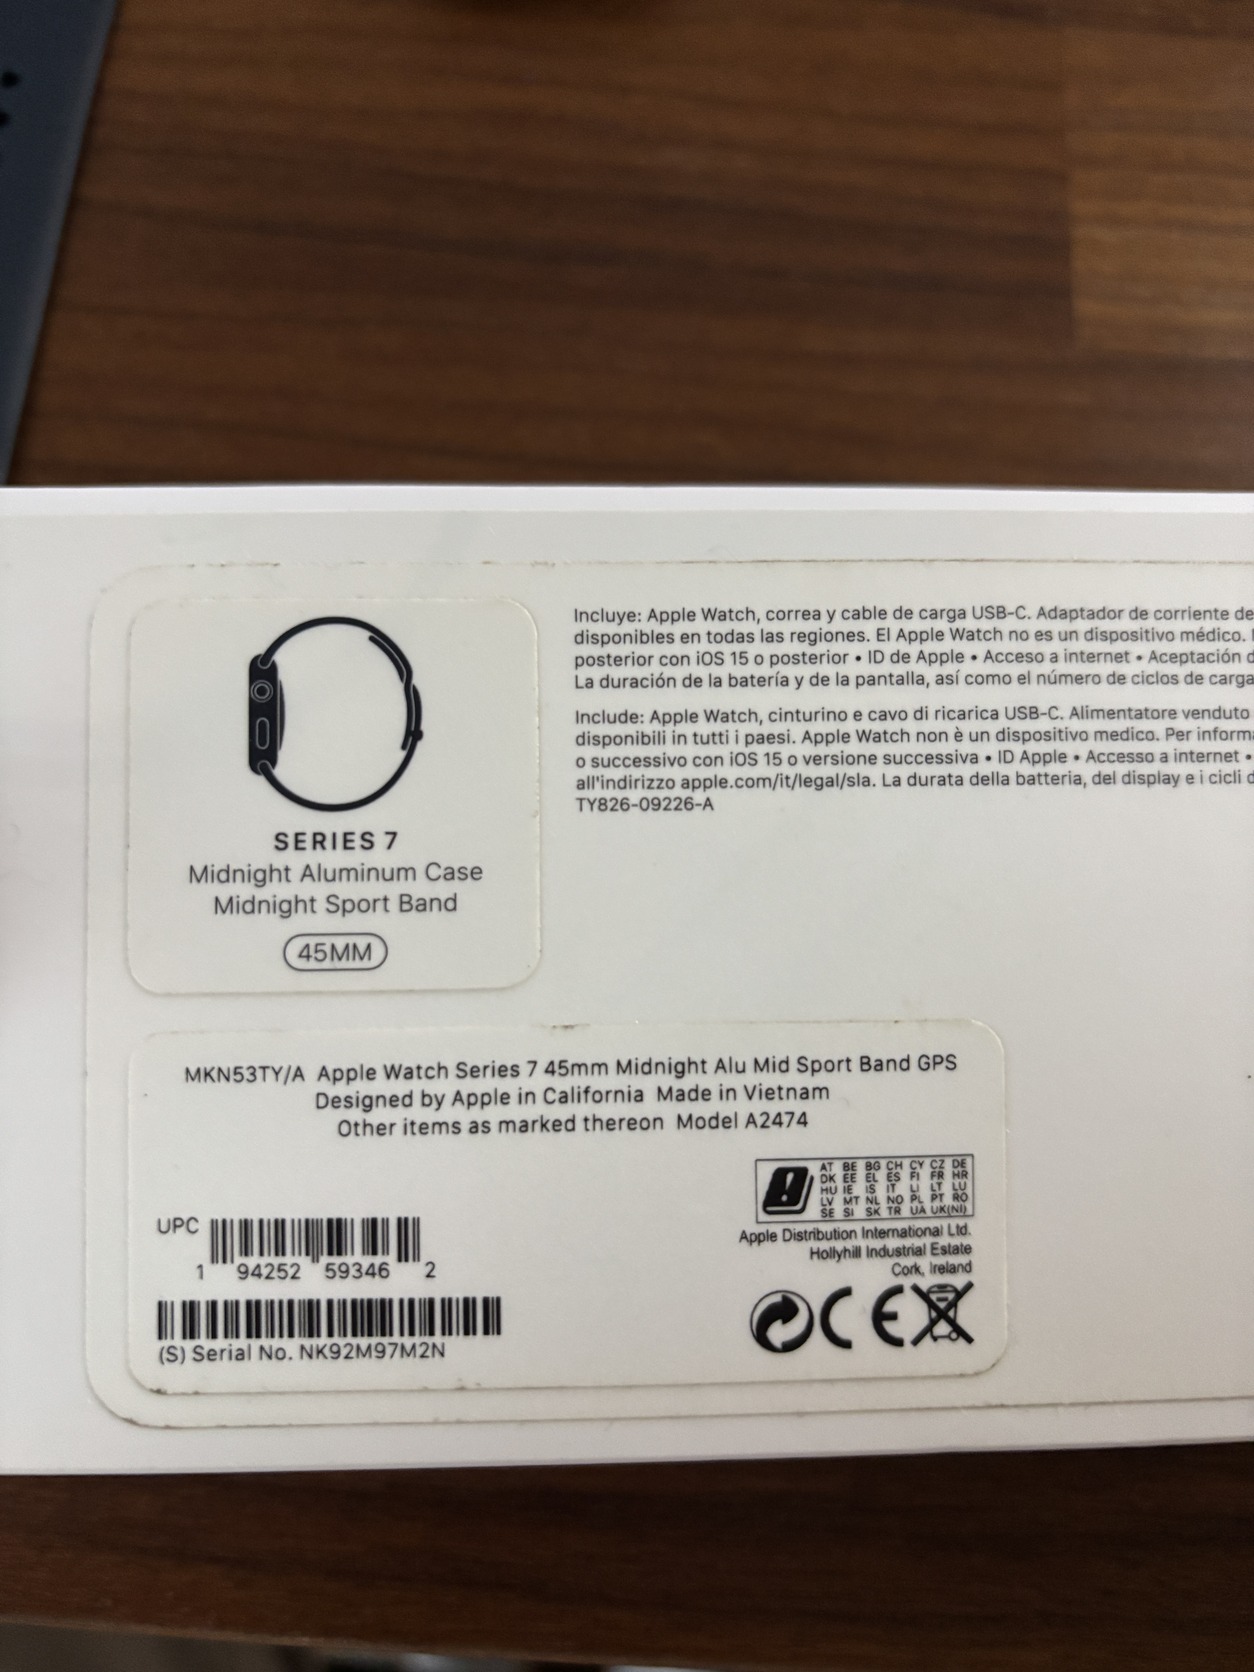 SERIES 7
Midnight Aluminum Case
Midnight Sport Band
45MM
Incluye: Apple Watch, correa y cable de carga USB-C. Adaptador de corriente de
disponibles en todas las regiones. El Apple Watch no es un dispositivo médico.
posterior con iOS 15 o posterior • ID de Apple • Acceso a internet • Aceptación d
La duración de la batería y de la pantalla, así como el número de ciclos de carga
Include: Apple Watch, cinturino e cavo di ricarica USB-C. Alimentatore venduto
disponibili in tutti i paesi. Apple Watch non è un dispositivo medico. Per informa
o successivo con iOS 15 o versione successiva • ID Apple • Accesso a internet •
all'indirizzo apple.com/it/legal/sla. La durata della batteria, del display e i cicli d
TY826-09226-A
MKN53TY/A Apple Watch Series 7 45mm Midnight Alu Mid Sport Band GPS
Designed by Apple in California Made in Vietnam
Other items as marked thereon Model A2474
AT BE BG CH CY CZ DE
DK EE EL ES FI FR HR
HU IE IS IT LI LT LU
LV MT NL NO PL PT RO
SE SI SK TR UA UK(NI)
Apple Distribution International Ltd.
Hollyhill Industrial Estate
Cork, Ireland
UPC
1 94252 59346 2
(S) Serial No. NK92M97M2N
CE